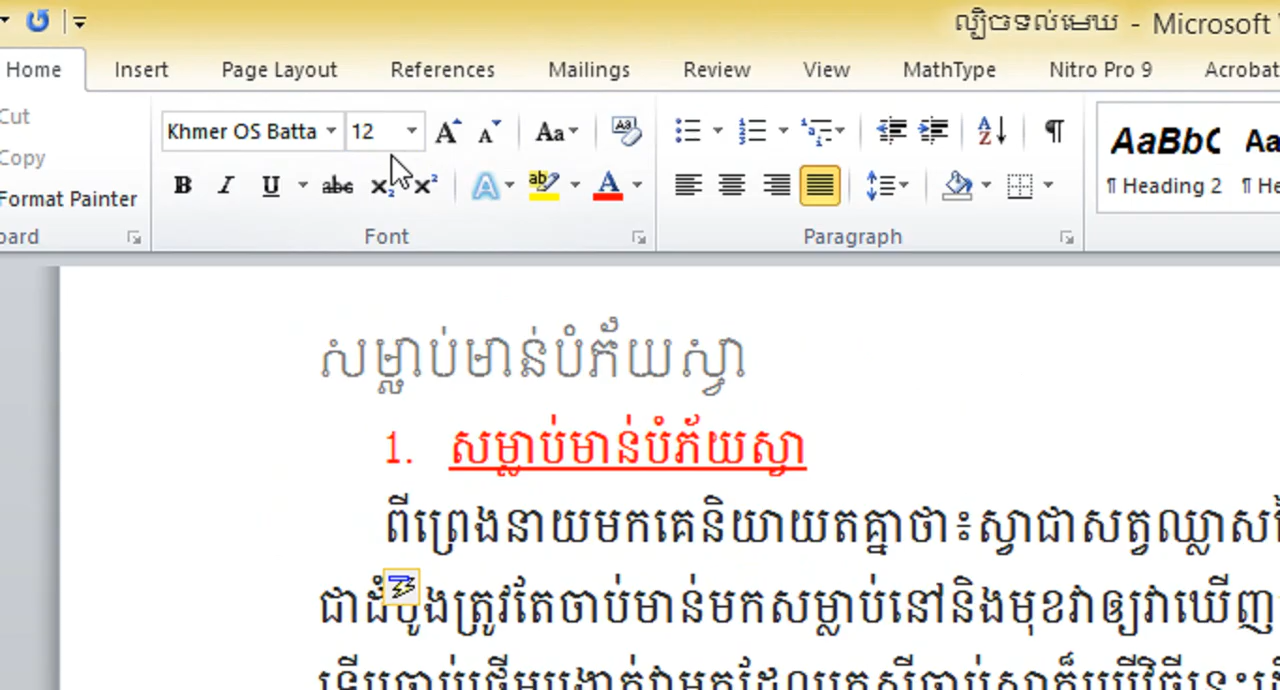 ល្បិចទល់មេឃ - Microsoft
Home Insert Page Layout References Mailings Review View MathType Nitro Pro 9 Acrobat
Cut
Copy
Format Painter
Khmer OS Batta 12
Font
Paragraph
AaBbC Aa
¶ Heading 2 ¶ He
សម្លាប់មាន់បំភ័យស្វា
1. សម្លាប់មាន់បំភ័យស្វា
ពីព្រេងនាយមកគេនិយាយតគ្នាថា៖ស្វាជាសត្វឈ្លាស
ជាដំបូងត្រូវតែចាប់មាន់មកសម្លាប់នៅនិងមុខវាឲ្យវាឃើញ